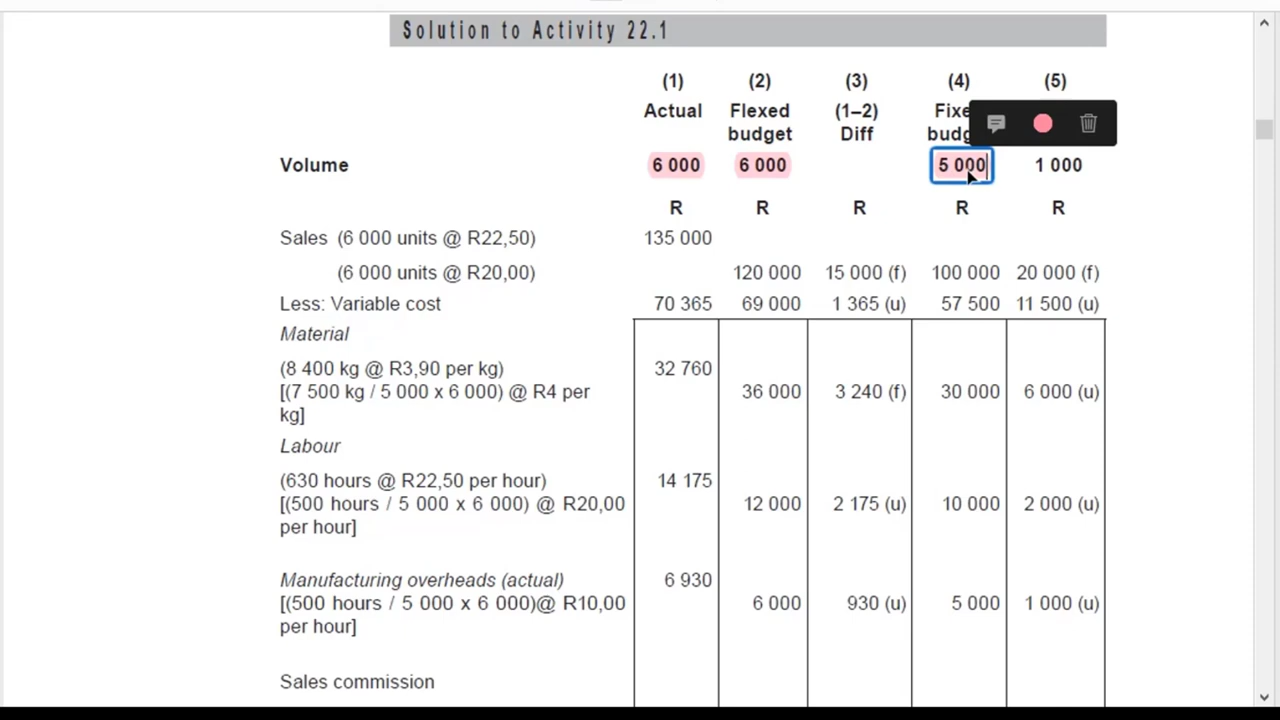 Solution to Activity 22.1
(1) (2) (3) (4) (5)
Actual Flexed (1–2) Fixe
budget Diff budg
Volume 6 000 6 000 5 000 1 000
R R R R R
Sales (6 000 units @ R22,50) 135 000
(6 000 units @ R20,00) 120 000 15 000 (f) 100 000 20 000 (f)
Less: Variable cost 70 365 69 000 1 365 (u) 57 500 11 500 (u)
Material
(8 400 kg @ R3,90 per kg) 32 760
[(7 500 kg / 5 000 x 6 000) @ R4 per 36 000 3 240 (f) 30 000 6 000 (u)
kg]
Labour
(630 hours @ R22,50 per hour) 14 175
[(500 hours / 5 000 x 6 000) @ R20,00 12 000 2 175 (u) 10 000 2 000 (u)
per hour]
Manufacturing overheads (actual) 6 930
[(500 hours / 5 000 x 6 000)@ R10,00 6 000 930 (u) 5 000 1 000 (u)
per hour]
Sales commission